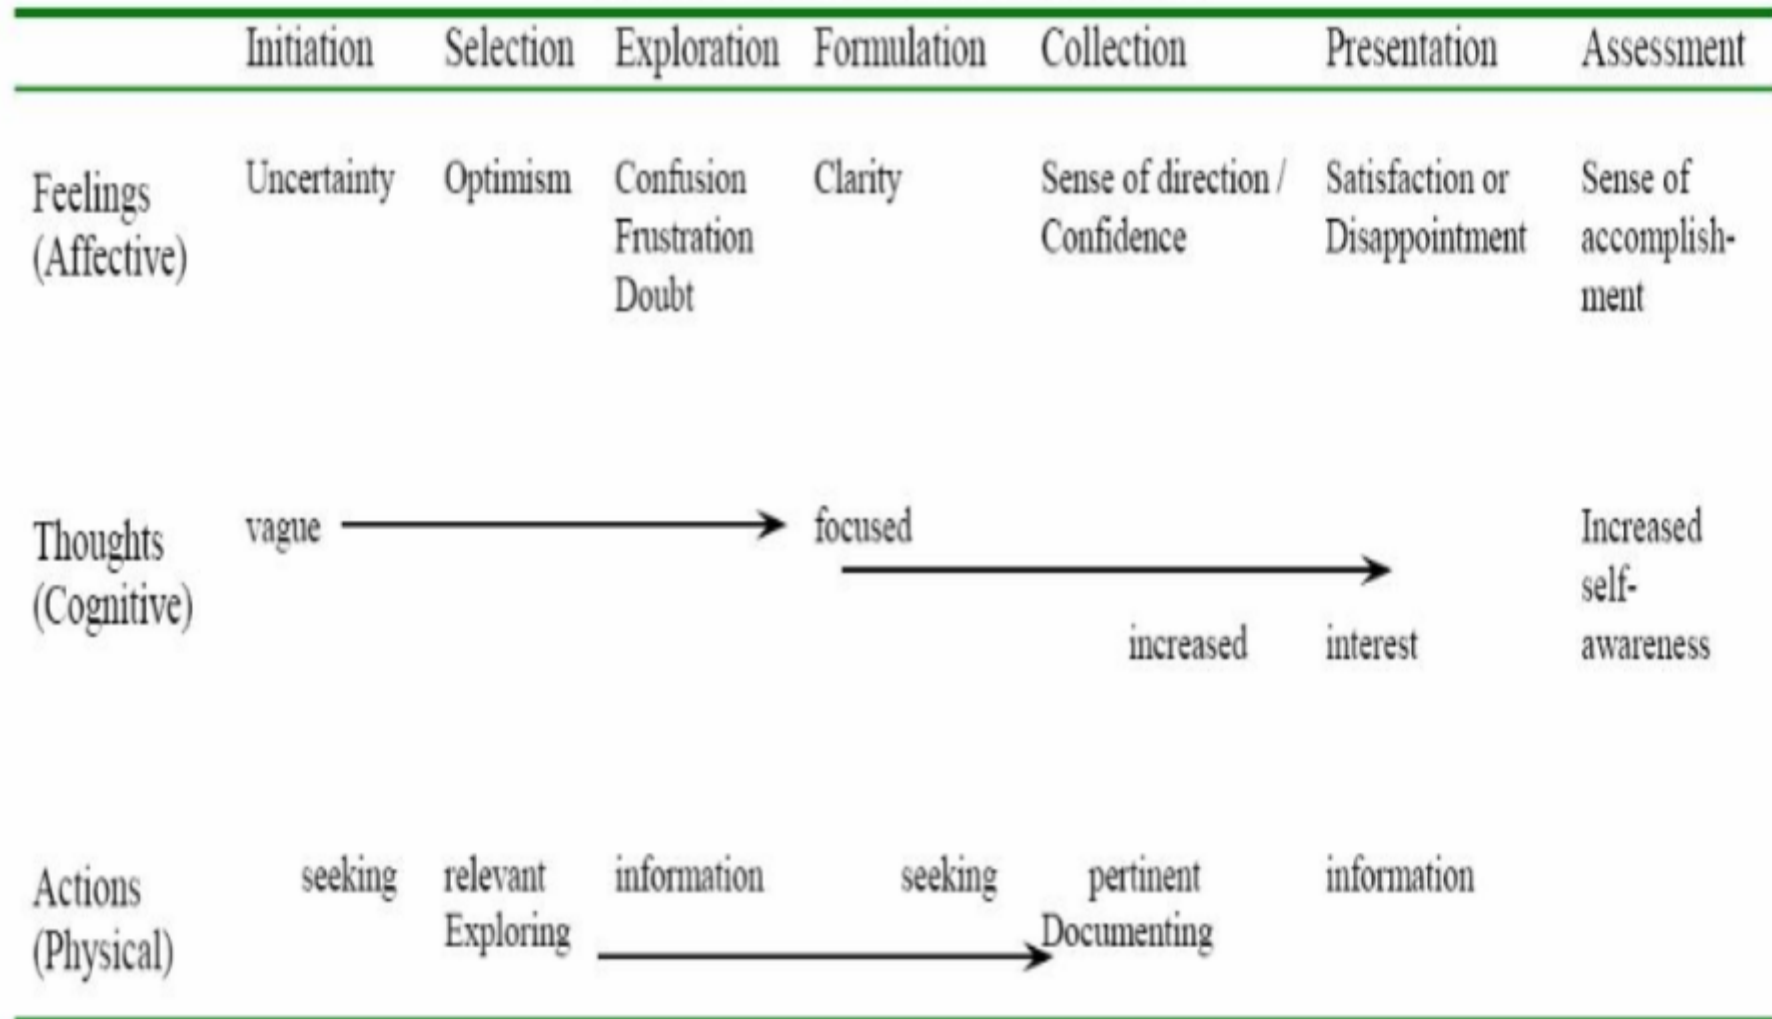 Initiation Selection Exploration Formulation Collection Presentation Assessment
Feelings (Affective)
Uncertainty Optimism Confusion Clarity Sense of direction / Satisfaction or Sense of
Frustration Confidence Disappointment accomplish-
Doubt ment
Thoughts (Cognitive)
vague focused Increased
self-
increased interest awareness
Actions (Physical)
seeking relevant information seeking pertinent information
Exploring Documenting